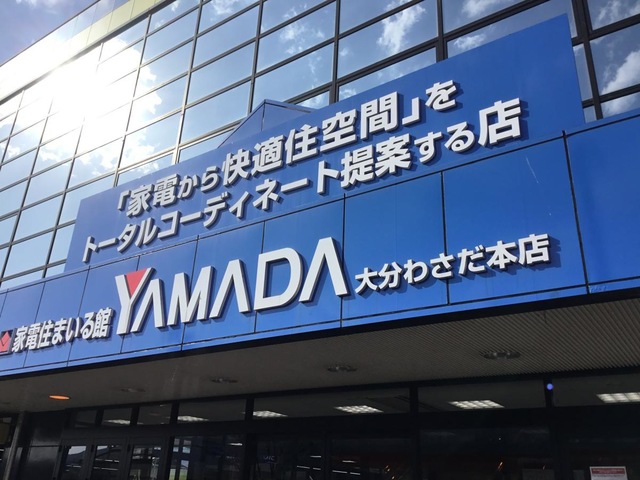 「家電から快適住空間」を
トータルコーディネート提案する店
家電住まいる館 YAMADA 大分わさだ本店